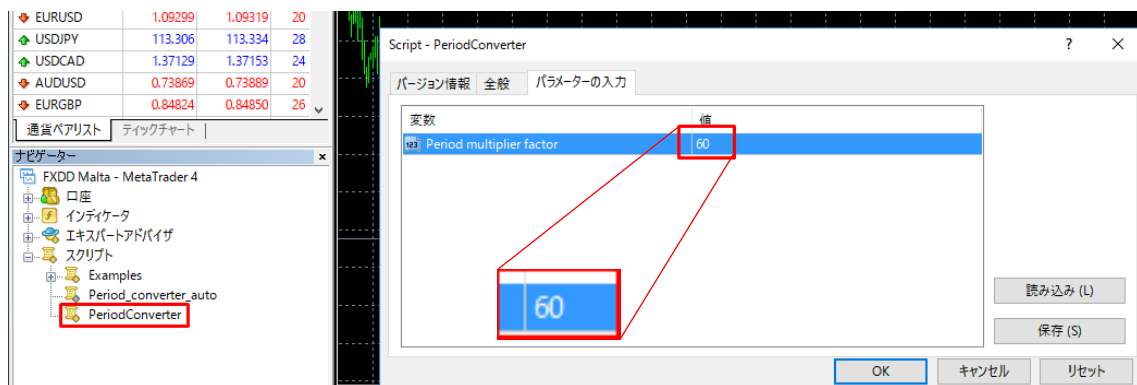 EURUSD 1.09299 1.09319 20
USDJPY 113.306 113.334 28
USDCAD 1.37129 1.37153 24
AUDUSD 0.73869 0.73889 20
EURGBP 0.84824 0.84850 26
通貨ペアリスト ティックチャート
ナビゲーター x
FXDD Malta - MetaTrader 4
口座
インディケータ
エキスパートアドバイザ
スクリプト
Examples
Period_converter_auto
PeriodConverter
Script - PeriodConverter ? ×
バージョン情報 全般 パラメーターの入力
変数 値
123 Period multiplier factor 60
60
読み込み (L)
保存 (S)
OK キャンセル リセット